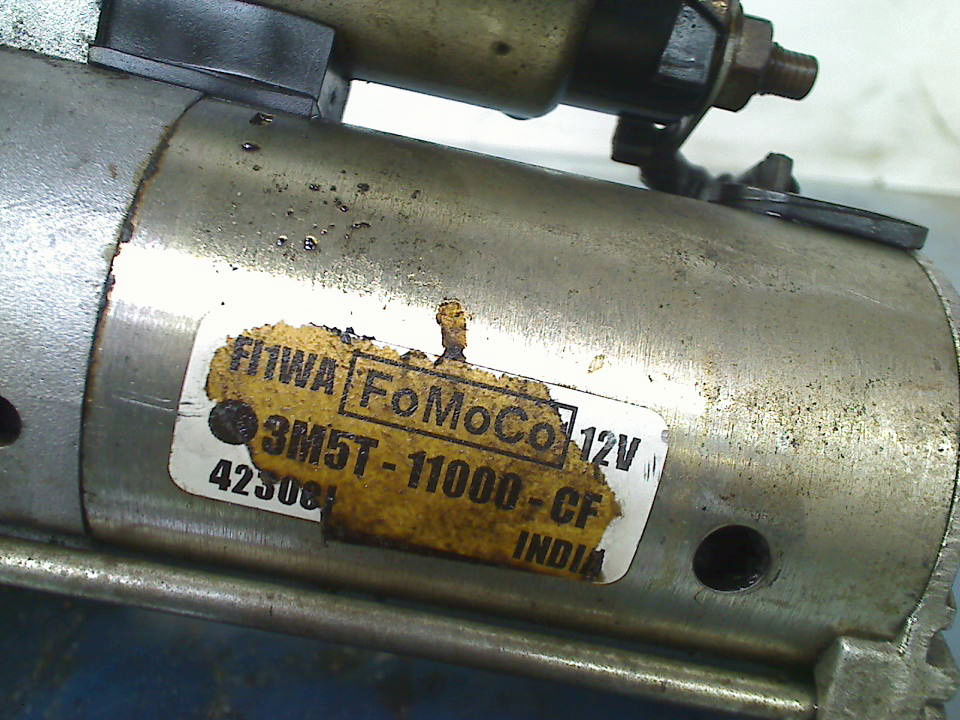 FI1WA FoMoCo 12V
3M5T - 11000 - CF
INDIA